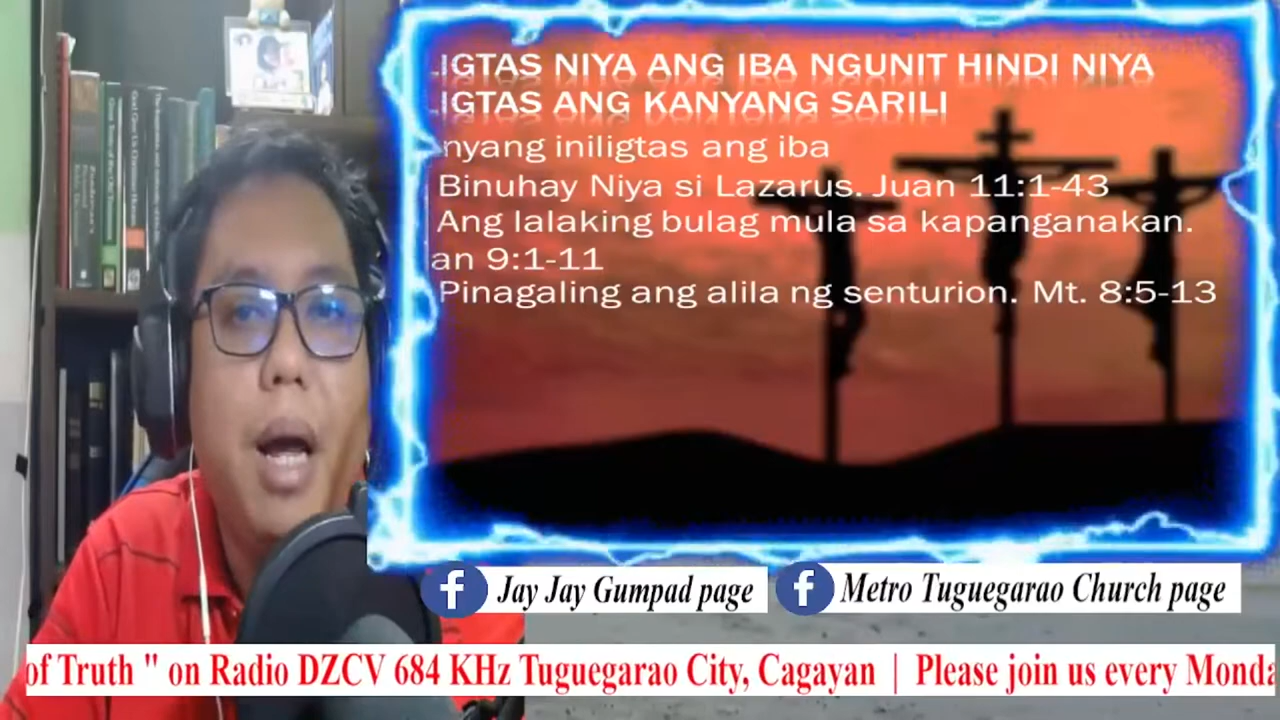 IGTAS NIYA ANG IBA NGUNIT HINDI NIYA
IGTAS ANG KANYANG SARILI
nyang iniligtas ang iba
Binuhay Niya si Lazarus. Juan 11:1-43
Ang lalaking bulag mula sa kapanganakan.
an 9:1-11
Pinagaling ang alila ng senturion. Mt. 8:5-13
f Jay Jay Gumpad page
f Metro Tuguegarao Church page
of Truth " on Radio DZCV 684 KHz Tuguegarao City, Cagayan | Please join us every Monda